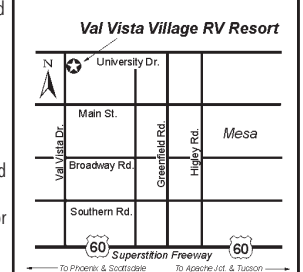 d
Val Vista Village RV Resort
N
University Dr.
Main St.
Val Vista Dr.
Greenfield Rd.
Higley Rd.
Mesa
Broadway Rd.
d
or
Southern Rd.
60
60
Superstition Freeway
To Phoenix & Scottsdale
To Apache Jct. & Tucson